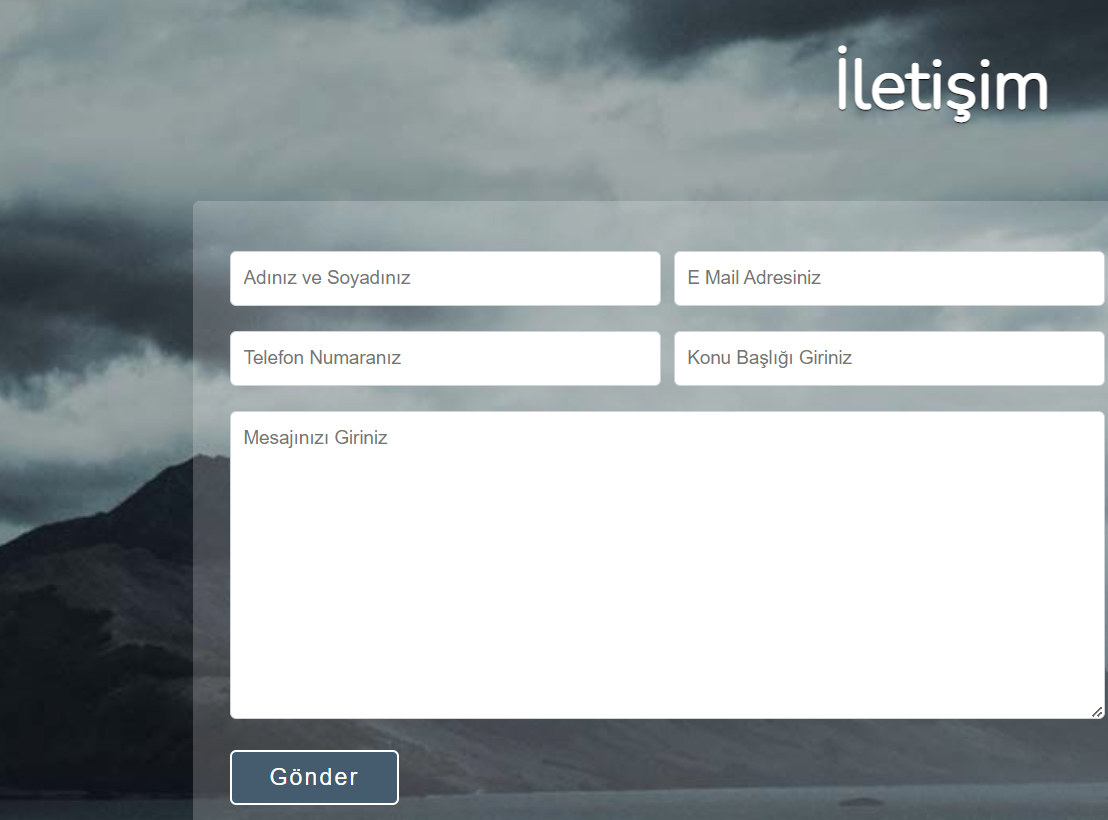 İletişim
Adınız ve Soyadınız
E Mail Adresiniz
Telefon Numaranız
Konu Başlığı Giriniz
Mesajınızı Giriniz
Gönder